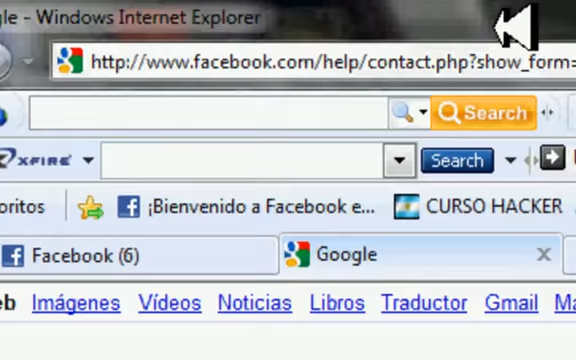 gle - Windows Internet Explorer
http://www.facebook.com/help/contact.php?show_form=
Search
XFIRE Search
oritos ¡Bienvenido a Facebook e... CURSO HACKER
Facebook (6) Google
eb Imágenes Vídeos Noticias Libros Traductor Gmail Ma